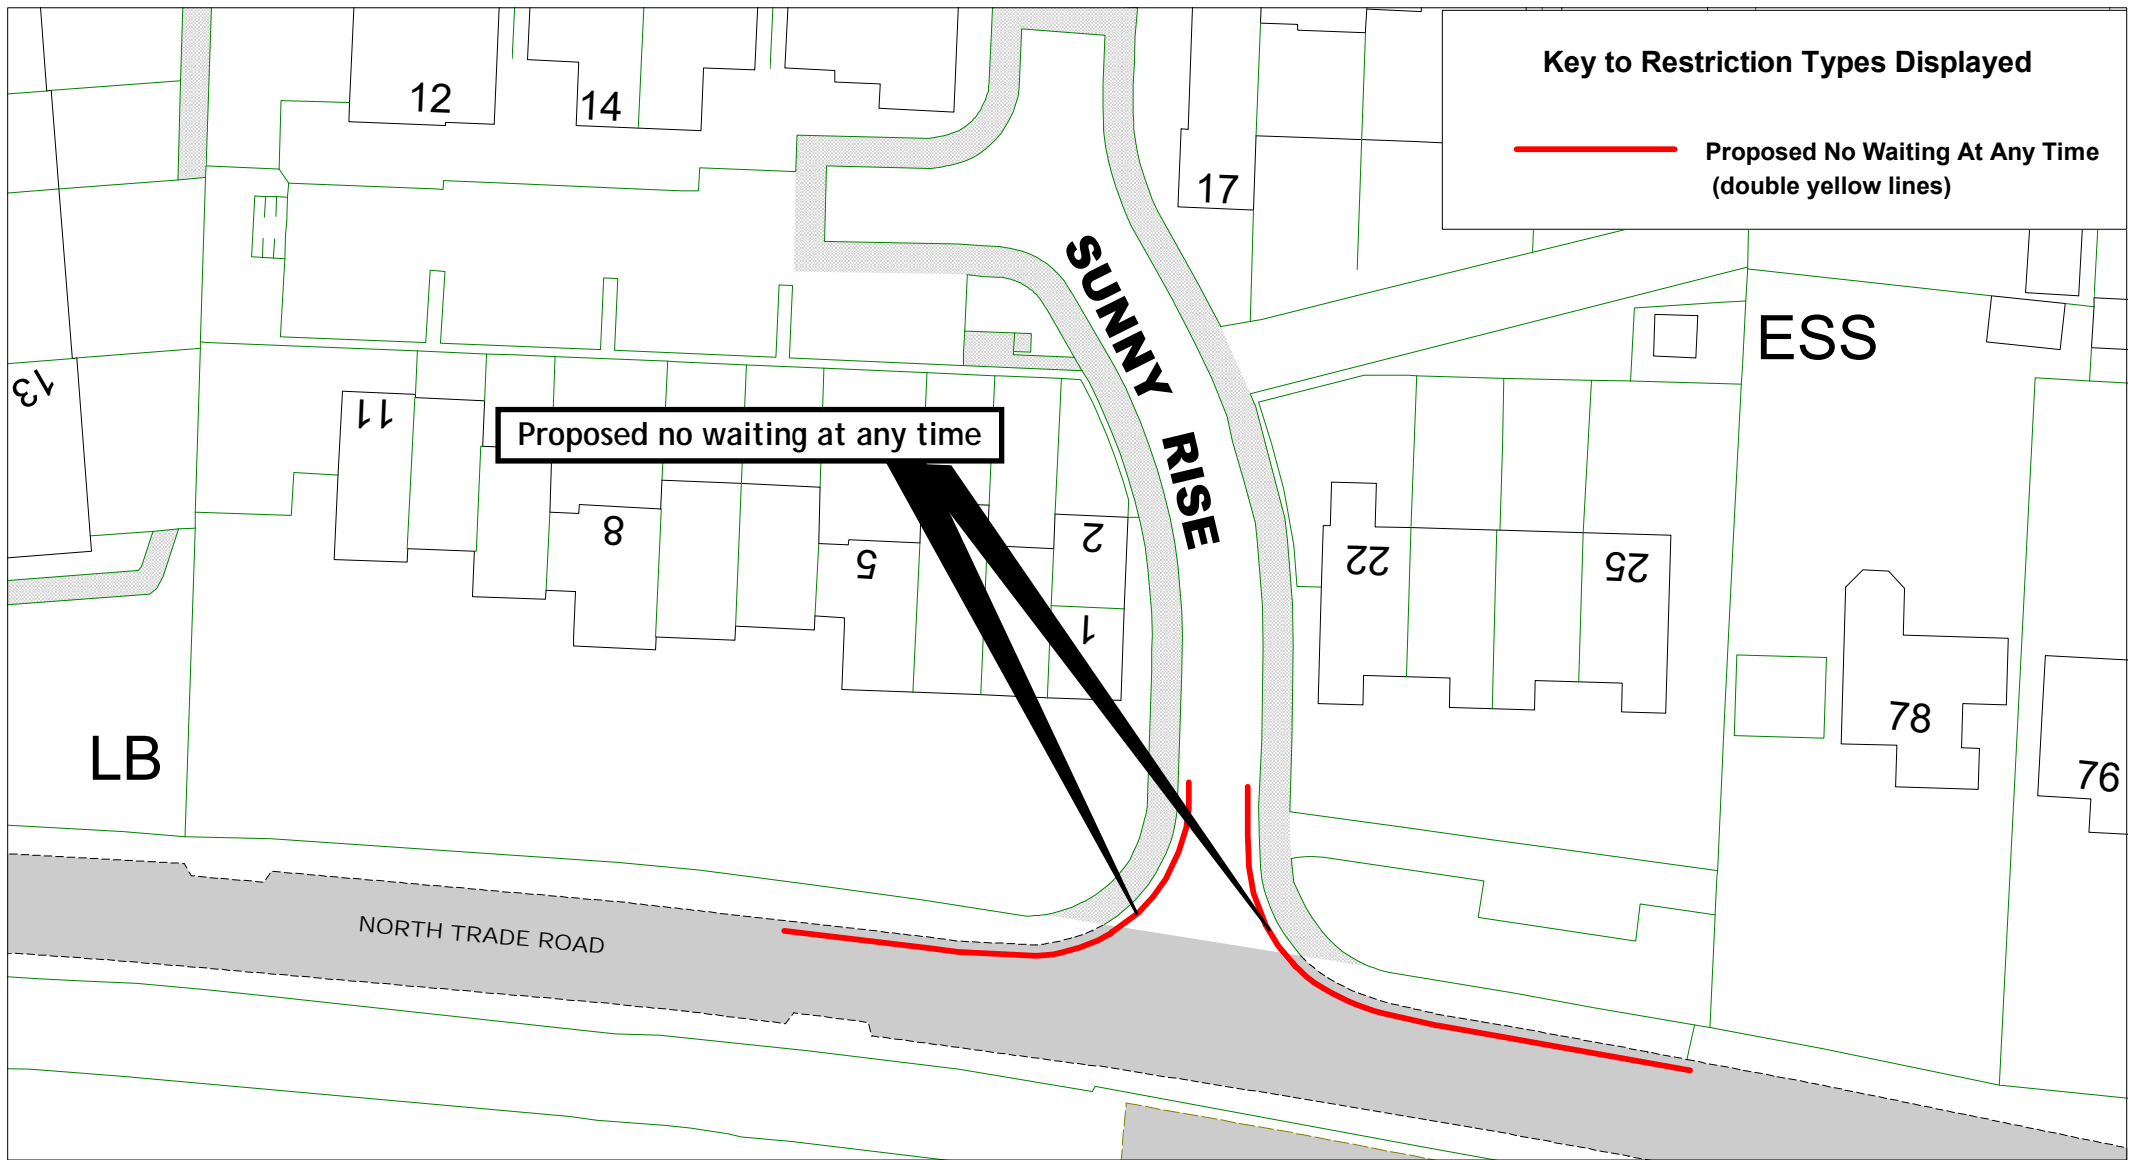 Key to Restriction Types Displayed
Proposed No Waiting At Any Time
(double yellow lines)
12
14
17
SUNNY RISE
ESS
13
11
Proposed no waiting at any time
8
5
2
1
22
25
78
76
LB
NORTH TRADE ROAD